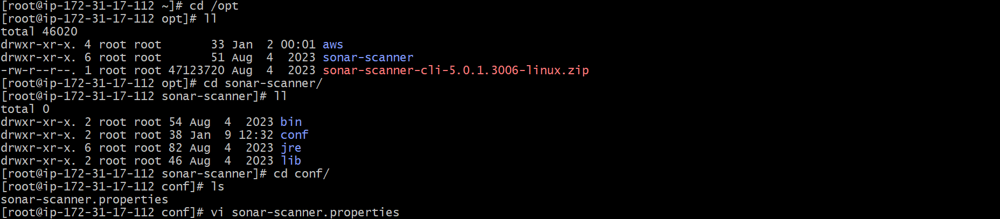 [root@ip-172-31-17-112 ~]# cd /opt
[root@ip-172-31-17-112 opt]# ll
total 46020
drwxr-xr-x. 4 root root       33 Jan  2 00:01 aws
drwxr-xr-x. 6 root root       51 Aug  4  2023 sonar-scanner
-rw-r--r--. 1 root root 47123720 Aug  4  2023 sonar-scanner-cli-5.0.1.3006-linux.zip
[root@ip-172-31-17-112 opt]# cd sonar-scanner/
[root@ip-172-31-17-112 sonar-scanner]# ll
total 0
drwxr-xr-x. 2 root root 54 Aug  4  2023 bin
drwxr-xr-x. 2 root root 38 Jan  9 12:32 conf
drwxr-xr-x. 6 root root 82 Aug  4  2023 jre
drwxr-xr-x. 2 root root 46 Aug  4  2023 lib
[root@ip-172-31-17-112 sonar-scanner]# cd conf/
[root@ip-172-31-17-112 conf]# ls
sonar-scanner.properties
[root@ip-172-31-17-112 conf]# vi sonar-scanner.properties